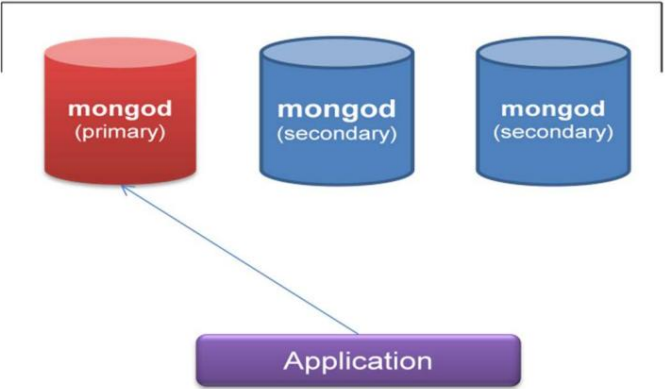 mongod
(primary)
mongod
(secondary)
mongod
(secondary)
Application